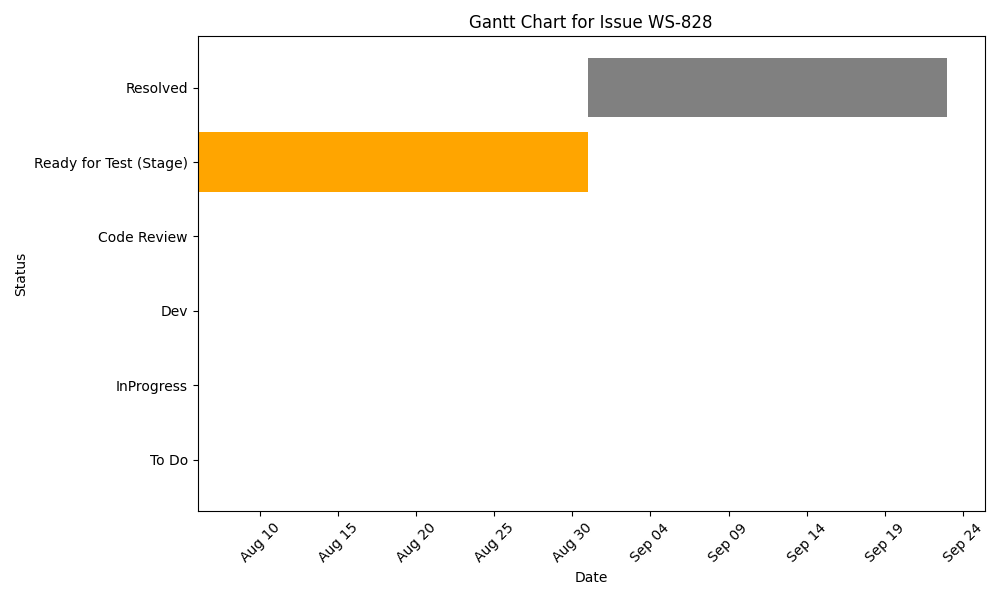 Gantt Chart for Issue WS-828
Status
Resolved
Ready for Test (Stage)
Code Review
Dev
InProgress
To Do
Aug 10
Aug 15
Aug 20
Aug 25
Aug 30
Sep 04
Sep 09
Sep 14
Sep 19
Sep 24
Date